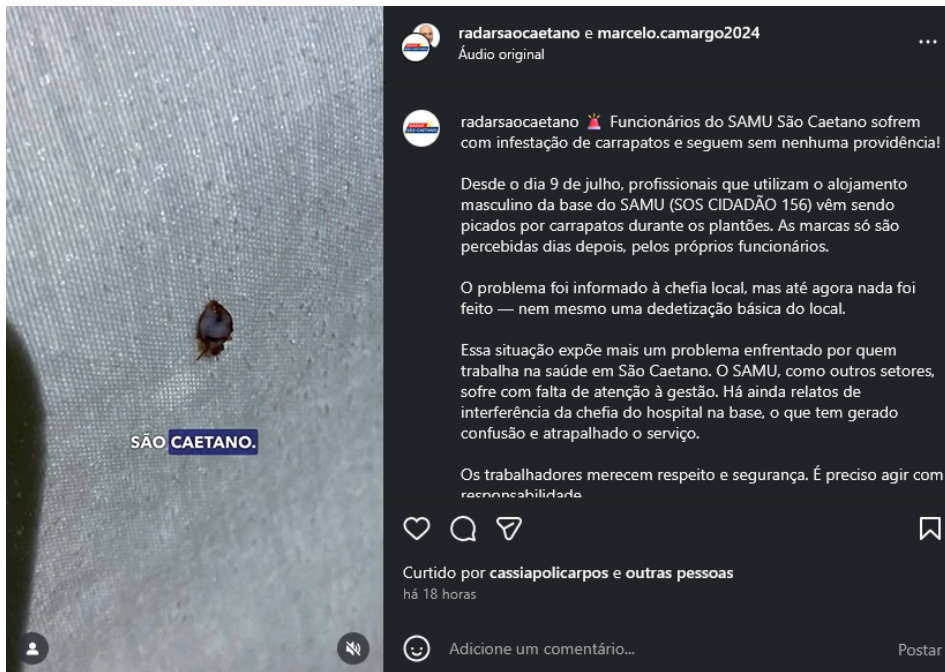 radarsaocaetano e marcelo.camargo2024
Áudio original
radarsaocaetano 🚨 Funcionários do SAMU São Caetano sofrem
com infestação de carrapatos e seguem sem nenhuma providência!
Desde o dia 9 de julho, profissionais que utilizam o alojamento
masculino da base do SAMU (SOS CIDADÃO 156) vêm sendo
picados por carrapatos durante os plantões. As marcas só são
percebidas dias depois, pelos próprios funcionários.
O problema foi informado à chefia local, mas até agora nada foi
feito — nem mesmo uma dedetização básica do local.
Essa situação expõe mais um problema enfrentado por quem
trabalha na saúde em São Caetano. O SAMU, como outros setores,
sofre com falta de atenção à gestão. Há ainda relatos de
interferência da chefia do hospital na base, o que tem gerado
confusão e atrapalhado o serviço.
Os trabalhadores merecem respeito e segurança. É preciso agir com
responsabilidade
SÃO CAETANO.
Curtido por cassiapolicarpos e outras pessoas
há 18 horas
Adicione um comentário...
Postar